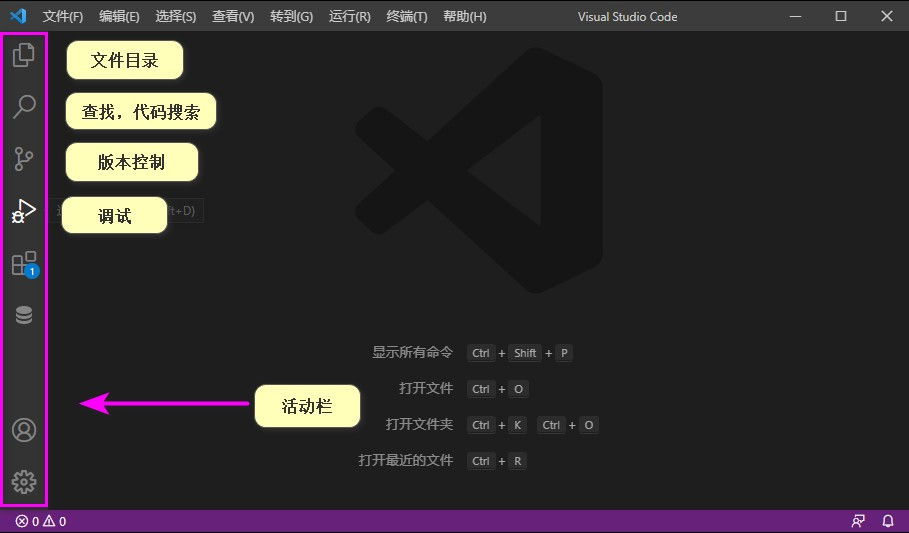 文件(F) 编辑(E) 选择(S) 查看(V) 转到(G) 运行(R) 终端(T) 帮助(H) Visual Studio Code
文件目录
查找，代码搜索
版本控制
调试
+D)
1
显示所有命令 Ctrl + Shift + P
打开文件 Ctrl + O
活动栏
打开文件夹 Ctrl + K Ctrl + O
打开最近的文件 Ctrl + R
0 0